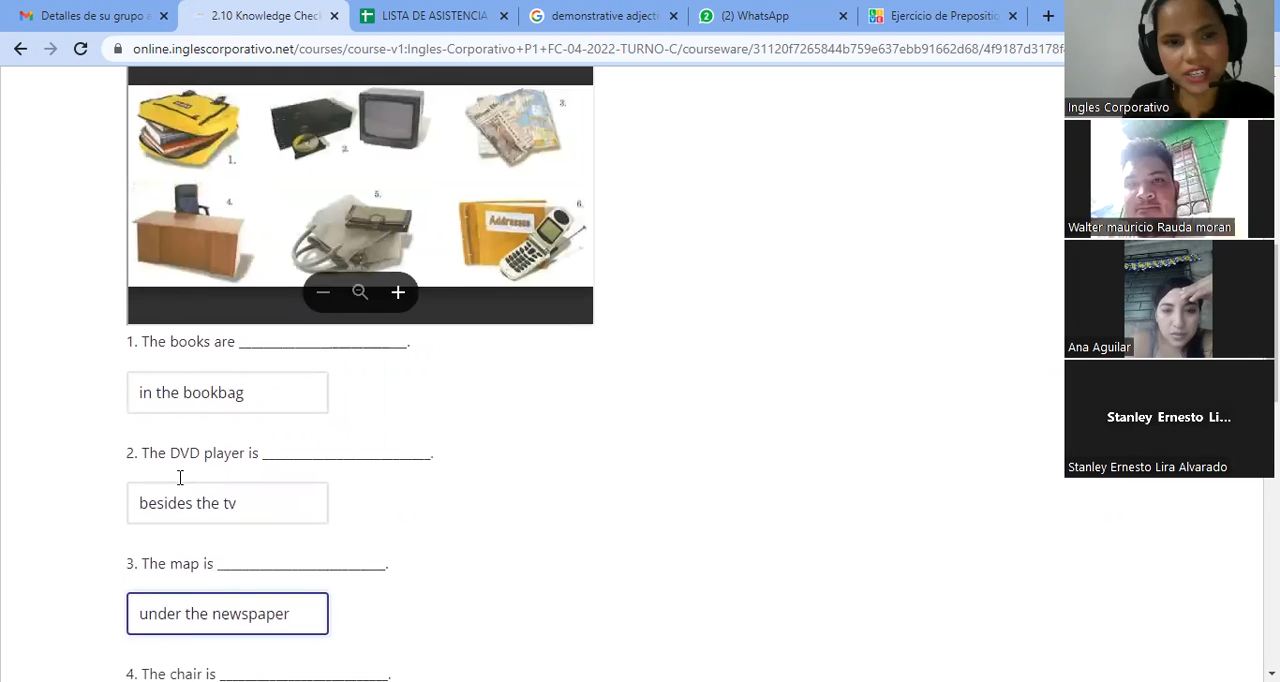 Detalles de su grupo a
2.10 Knowledge Chec
LISTA DE ASISTENCIA
demonstrative adject
(2) WhatsApp
Ejercicio de Prepositio
online.inglescorporativo.net/courses/course-v1:Ingles-Corporativo+P1+FC-04-2022-TURNO-C/courseware/31120f7265844b759e637ebb91662d68/4f9187d3178f4
Ingles Corporativo
1.
2.
3.
4.
5.
6.
Addresses
Walter mauricio Rauda moran
Ana Aguilar
Stanley Ernesto Li...
Stanley Ernesto Lira Alvarado
1. The books are ________________________.
in the bookbag
2. The DVD player is ________________________.
besides the tv
3. The map is ________________________.
under the newspaper
4. The chair is ________________________.